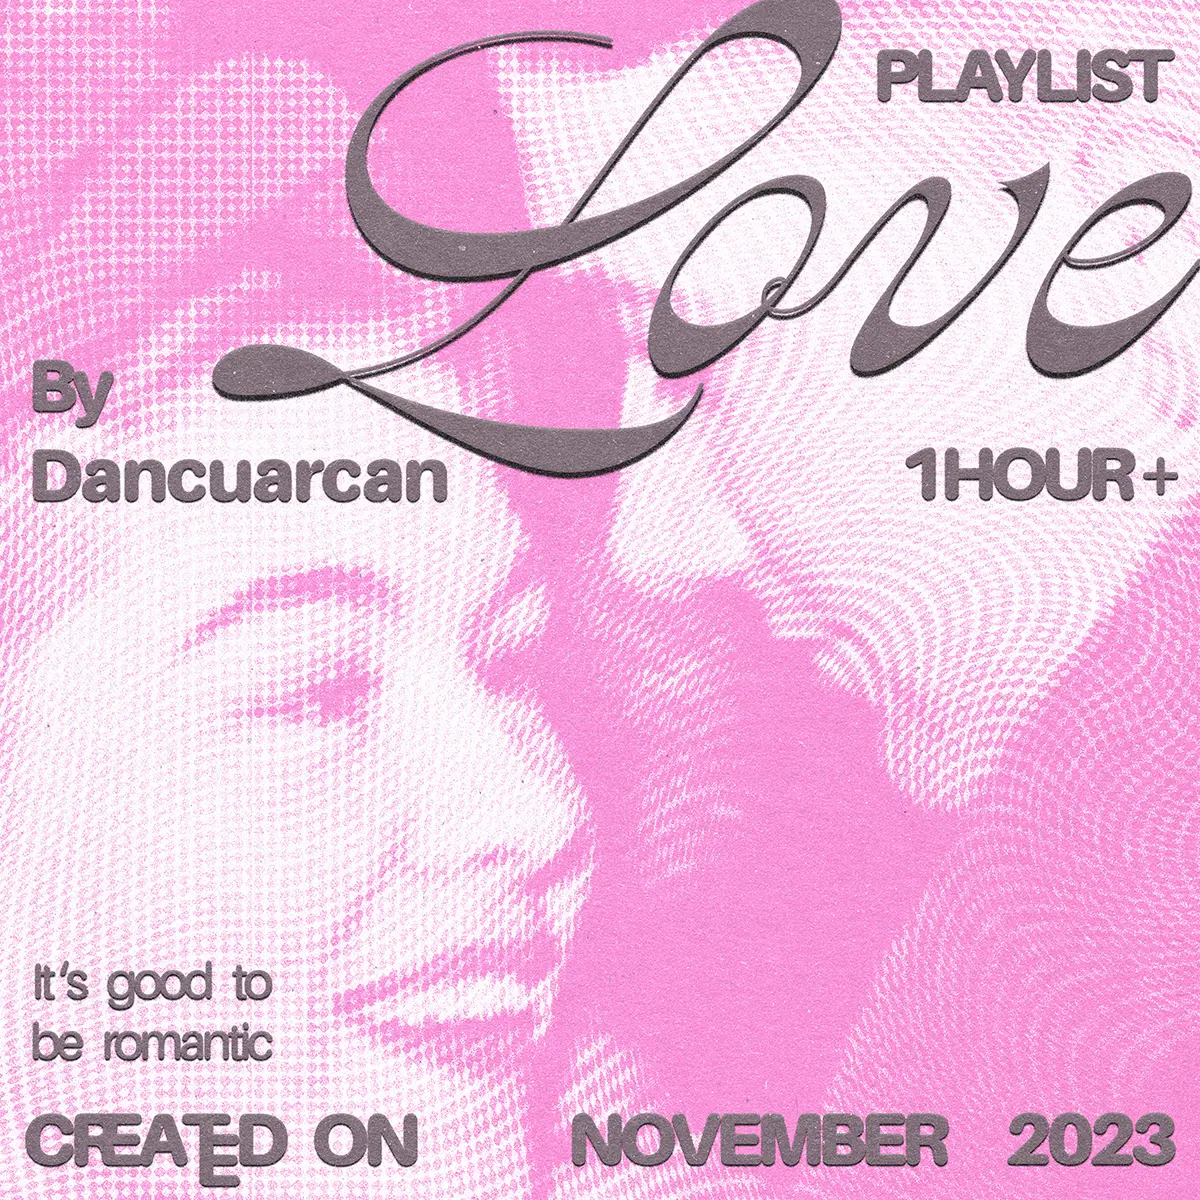 Love
PLAYLIST
By
Dancuarcan
1HOUR+
It's good to
be romantic
CREATED ON NOVEMBER 2023